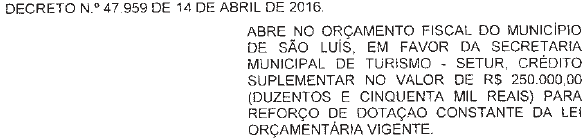 DECRETO N.º 47.959 DE 14 DE ABRIL DE 2016.
ABRE NO ORÇAMENTO FISCAL DO MUNICÍPIO
DE SÃO LUÍS, EM FAVOR DA SECRETARIA
MUNICIPAL DE TURISMO - SETUR, CRÉDITO
SUPLEMENTAR NO VALOR DE R$ 250.000,00
(DUZENTOS E CINQUENTA MIL REAIS) PARA
REFORÇO DE DOTAÇÃO CONSTANTE DA LEI
ORÇAMENTÁRIA VIGENTE.